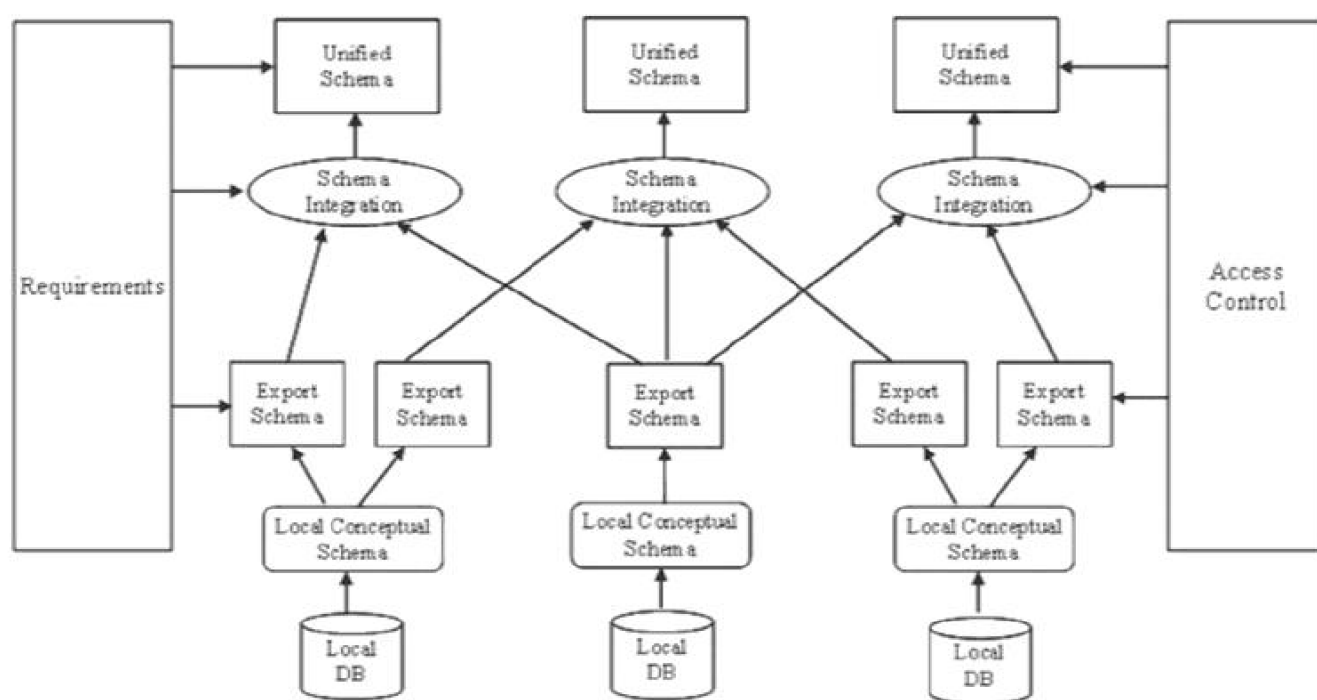 Unified
Schema
Unified
Schema
Unified
Schema
Schema
Integration
Schema
Integration
Schema
Integration
Requirements
Access
Control
Export
Schema
Export
Schema
Export
Schema
Export
Schema
Export
Schema
Local Conceptual
Schema
Local Conceptual
Schema
Local Conceptual
Schema
Local
DB
Local
DB
Local
DB